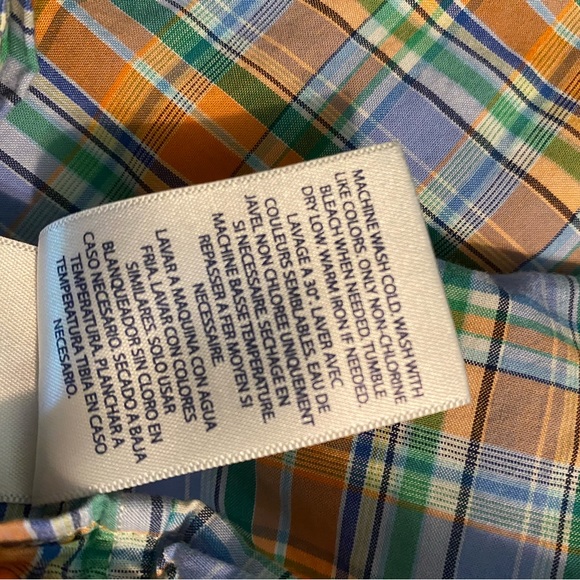 MACHINE WASH COLD. WASH WITH
LIKE COLORS. ONLY NON-CHLORINE
BLEACH WHEN NEEDED. TUMBLE
DRY LOW WARM IRON IF NEEDED.
LAVAGE A 30°. LAVER AVEC
COULEURS SEMBLABLES. EAU DE
JAVEL NON CHLOREE UNIQUEMENT
SI NECESSAIRE. SECHAGE EN
MACHINE BASSE TEMPERATURE.
REPASSER A FER MOYEN SI
NECESSAIRE.
LAVAR A MAQUINA CON AGUA
FRIA. LAVAR CON COLORES
SIMILARES. SOLO USAR
BLANQUEADOR SIN CLORO EN
CASO NECESARIO. SECADO A BAJA
TEMPERATURA. PLANCHAR A
TEMPERATURA TIBIA EN CASO
NECESARIO.